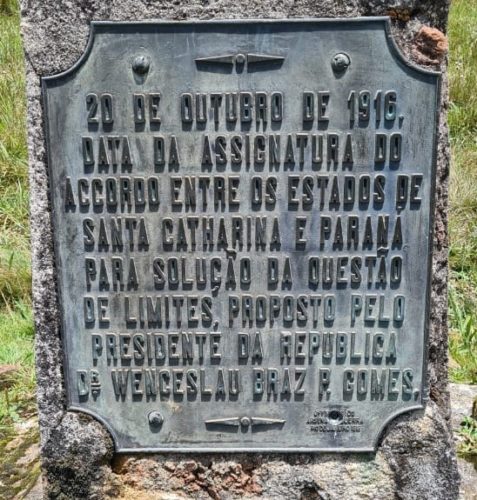 20 DE OUTUBRO DE 1916,
DATA DA ASSIGNATURA DO
ACCORDO ENTRE OS ESTADOS DE
SANTA CATHARINA E PARANÁ
PARA SOLUÇÃO DA QUESTÃO
DE LIMITES, PROPOSTO PELO
PRESIDENTE DA REPÚBLICA
DR. WENCESLAU BRAZ P. GOMES.